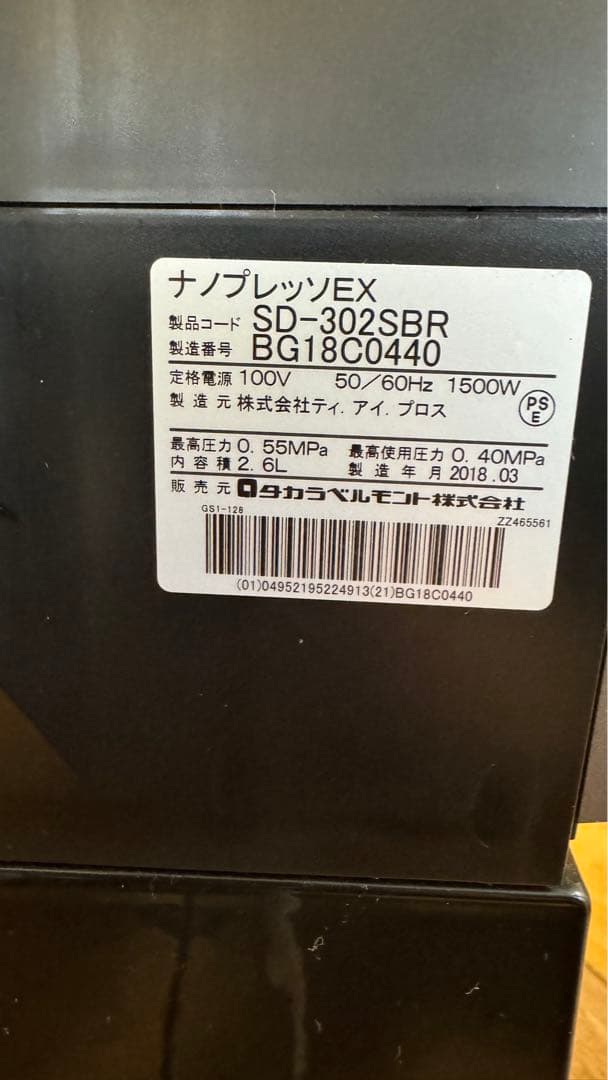 ナノプレッソEX
製品コード SD-302SBR
製造番号 BG18C0440
定格電源 100V 50/60Hz 1500W
製造元 株式会社ティ.アイ.プロス
PS
E
最高圧力 0.55MPa 最高使用圧力 0.40MPa
内容積 2.6L 製造年月 2018.03
販売元 タカラベルモント株式会社
GS1-128 ZZ465561
(01)04952195224913(21)BG18C0440